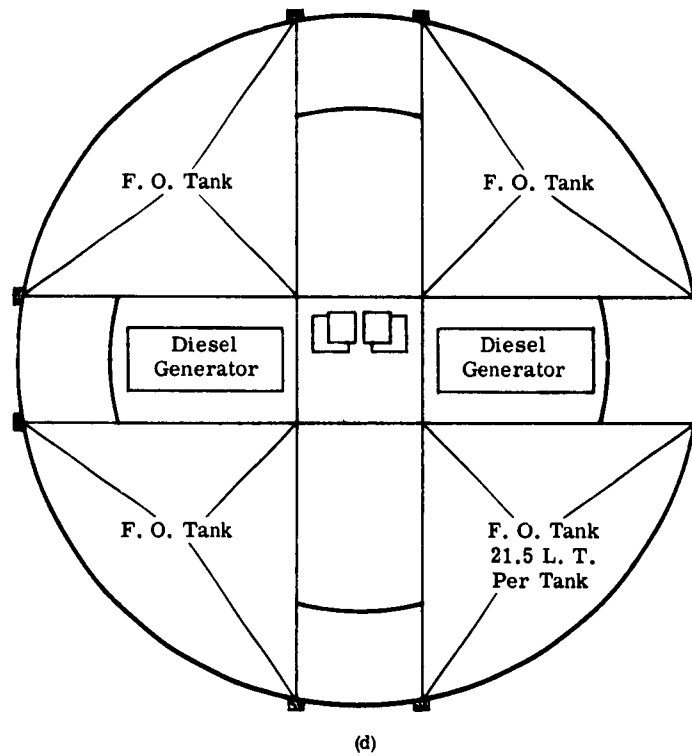 F. O. Tank
F. O. Tank
Diesel
Generator
Diesel
Generator
F. O. Tank
F. O. Tank
21.5 L. T.
Per Tank
(d)